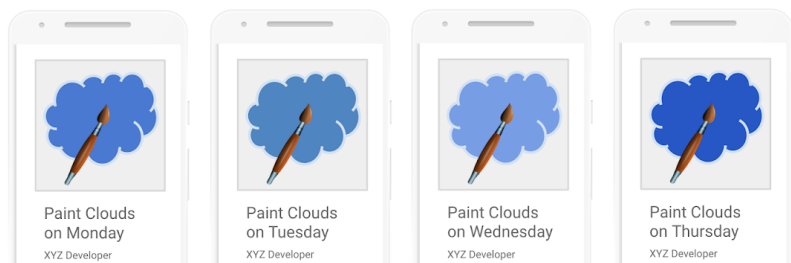 Paint Clouds
on Monday
XYZ Developer
Paint Clouds
on Tuesday
XYZ Developer
Paint Clouds
on Wednesday
XYZ Developer
Paint Clouds
on Thursday
XYZ Developer